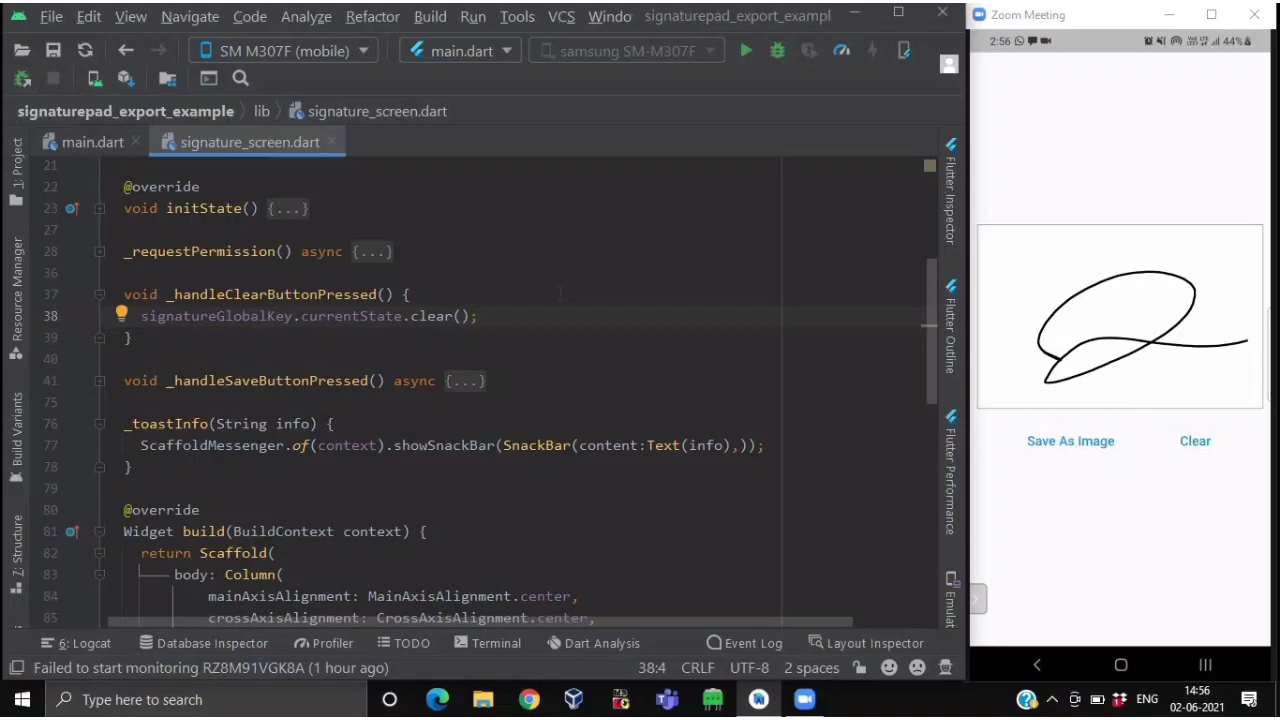 File Edit View Navigate Code Analyze Refactor Build Run Tools VCS Windo signaturepad_export_exampl
SM M307F (mobile) main.dart samsung SM-M307F
signaturepad_export_example lib signature_screen.dart
main.dart signature_screen.dart
1: Project
Resource Manager
Build Variants
7: Structure
21
22 @override
23 void initState() {...}
27
28 _requestPermission() async {...}
36
37 void _handleClearButtonPressed() {
38 signatureGlobalKey.currentState.clear();
39 }
40
41 void _handleSaveButtonPressed() async {...}
75
76 _toastInfo(String info) {
77 ScaffoldMessenger.of(context).showSnackBar(SnackBar(content:Text(info),));
78 }
79
80 @override
81 Widget build(BuildContext context) {
82 return Scaffold(
83 body: Column(
84 mainAxisAlignment: MainAxisAlignment.center,
85 crossAxisAlignment: CrossAxisAlignment.center,
Flutter Inspector
Flutter Outline
Flutter Performance
Emulat
6: Logcat Database Inspector Profiler TODO Terminal Dart Analysis Event Log Layout Inspector
Failed to start monitoring RZ8M91VGK8A (1 hour ago) 38:4 CRLF UTF-8 2 spaces
Zoom Meeting
2:56 44%
Save As Image Clear
Type here to search
ENG
14:56
02-06-2021